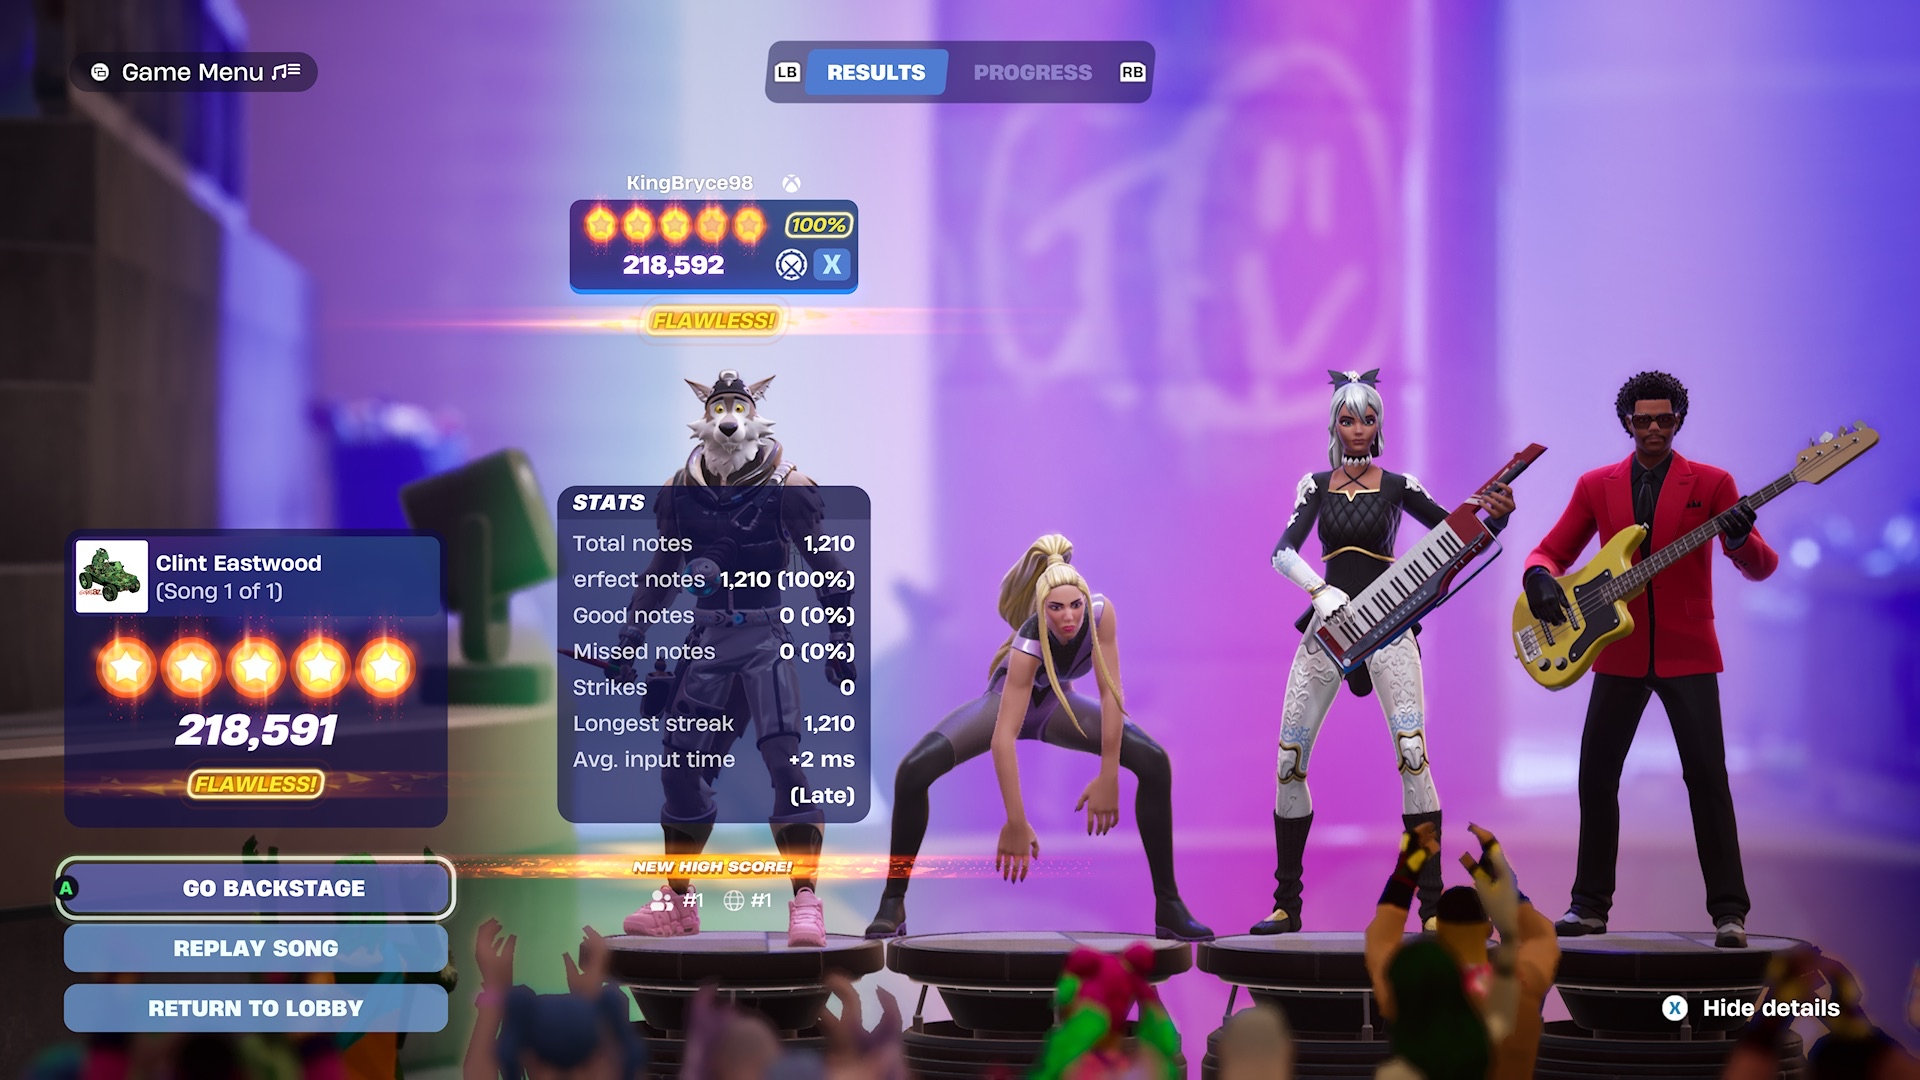 Game Menu
LB RESULTS PROGRESS RB
KingBryce98
100%
218,592
X
FLAWLESS!
STATS
Total notes 1,210
erfect notes 1,210 (100%)
Good notes 0 (0%)
Missed notes 0 (0%)
Strikes 0
Longest streak 1,210
Avg. input time +2 ms
(Late)
NEW HIGH SCORE!
#1 #1
Clint Eastwood
(Song 1 of 1)
218,591
FLAWLESS!
A GO BACKSTAGE
REPLAY SONG
RETURN TO LOBBY
X Hide details